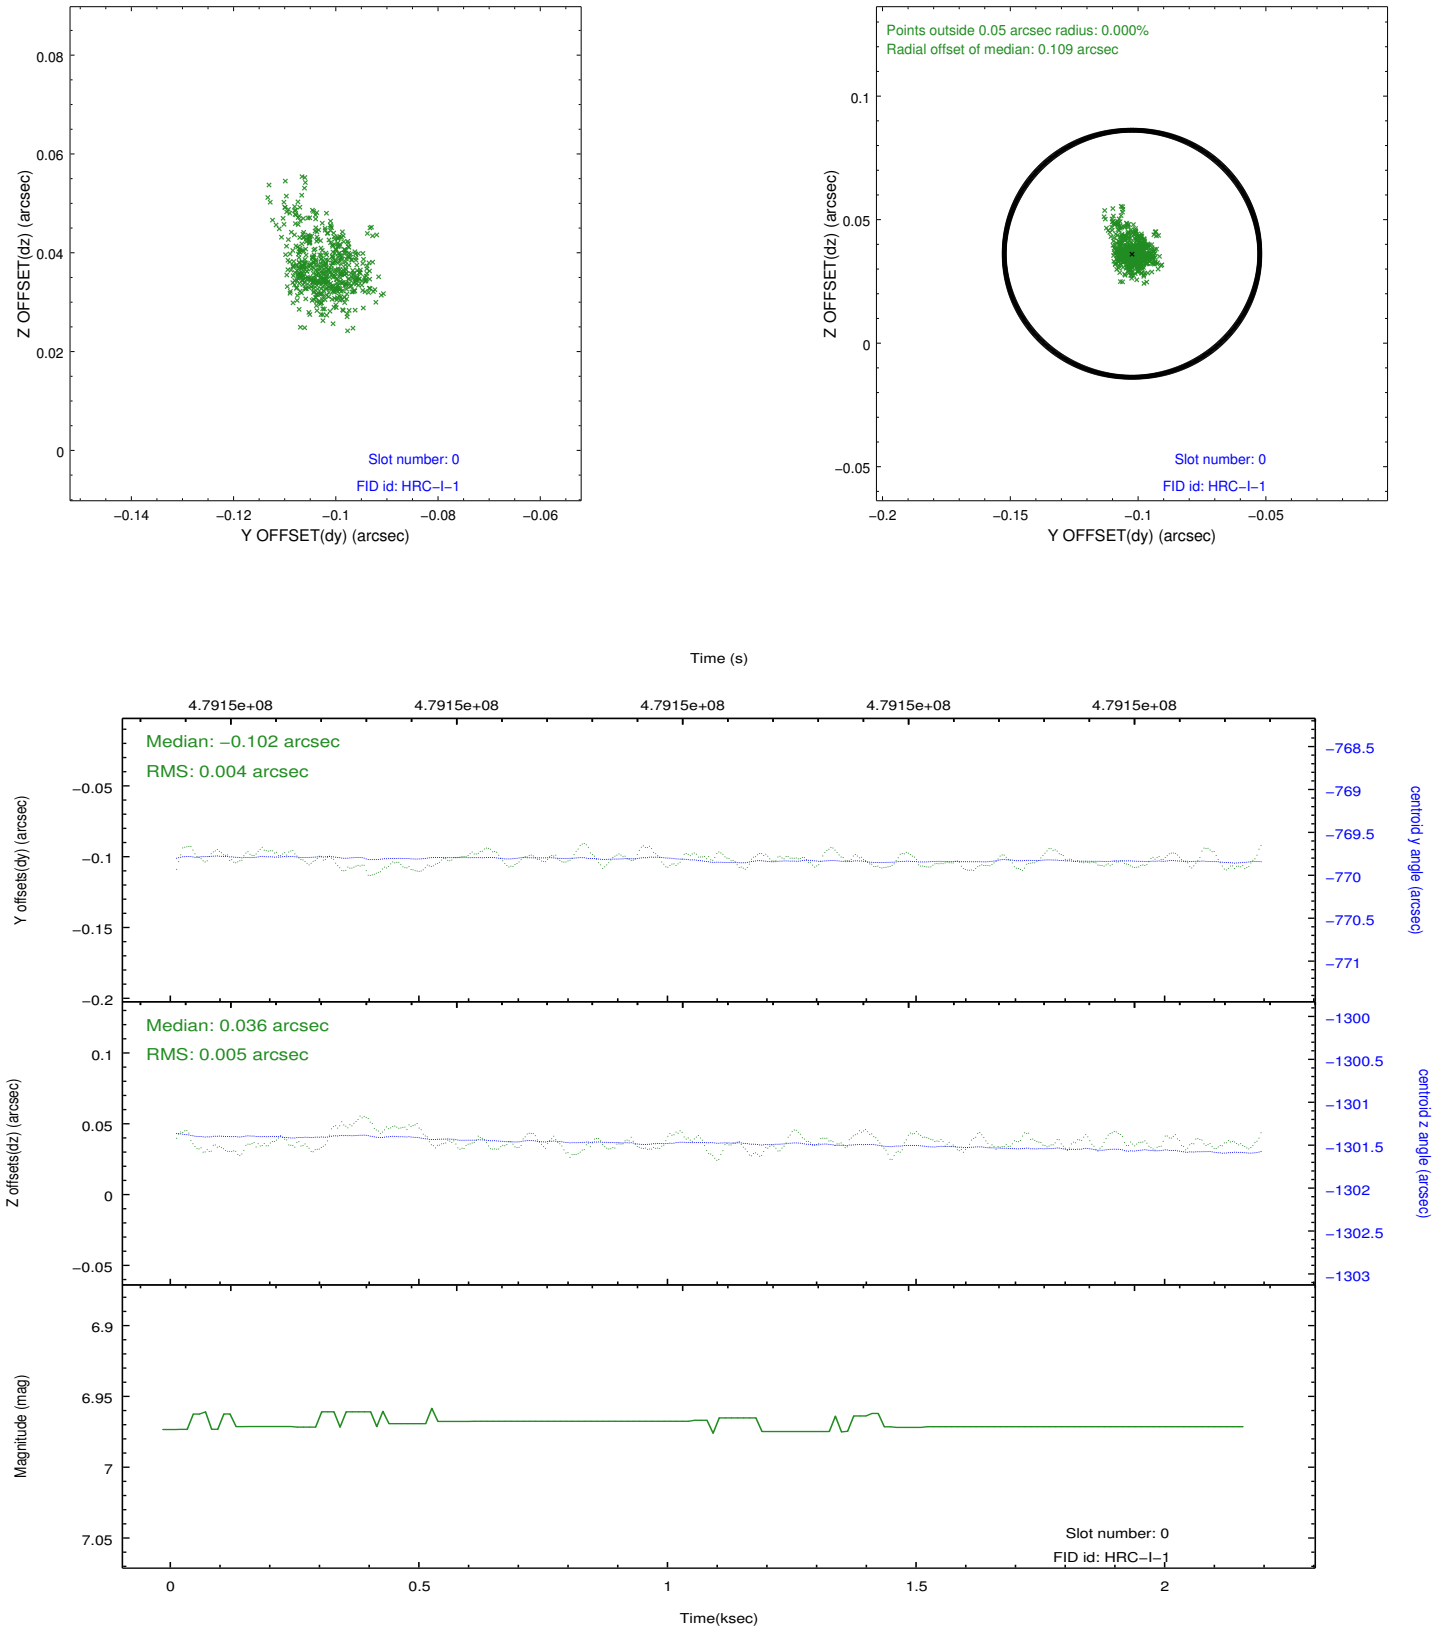 0.08
0.06
0.04
0.02
0
Z OFFSET(dz) (arcsec)
Slot number: 0
FID id: HRC−I−1
−0.14
−0.12
−0.1
−0.08
−0.06
Y OFFSET(dy) (arcsec)
Points outside 0.05 arcsec radius: 0.000%
Radial offset of median: 0.109 arcsec
0.1
0.05
0
−0.05
Z OFFSET(dz) (arcsec)
Slot number: 0
FID id: HRC−I−1
−0.2
−0.15
−0.1
−0.05
Y OFFSET(dy) (arcsec)
Time (s)
4.7915e+08
4.7915e+08
4.7915e+08
4.7915e+08
4.7915e+08
Median: −0.102 arcsec
RMS: 0.004 arcsec
−0.05
−0.1
−0.15
−0.2
Y offsets(dy) (arcsec)
−768.5
−769
−769.5
−770
−770.5
−771
centroid y angle (arcsec)
Median: 0.036 arcsec
RMS: 0.005 arcsec
0.1
0.05
0
−0.05
Z offsets(dz) (arcsec)
−1300
−1300.5
−1301
−1301.5
−1302
−1302.5
−1303
centroid z angle (arcsec)
6.9
6.95
7
7.05
Magnitude (mag)
Slot number: 0
FID id: HRC−I−1
0
0.5
1
1.5
2
Time(ksec)